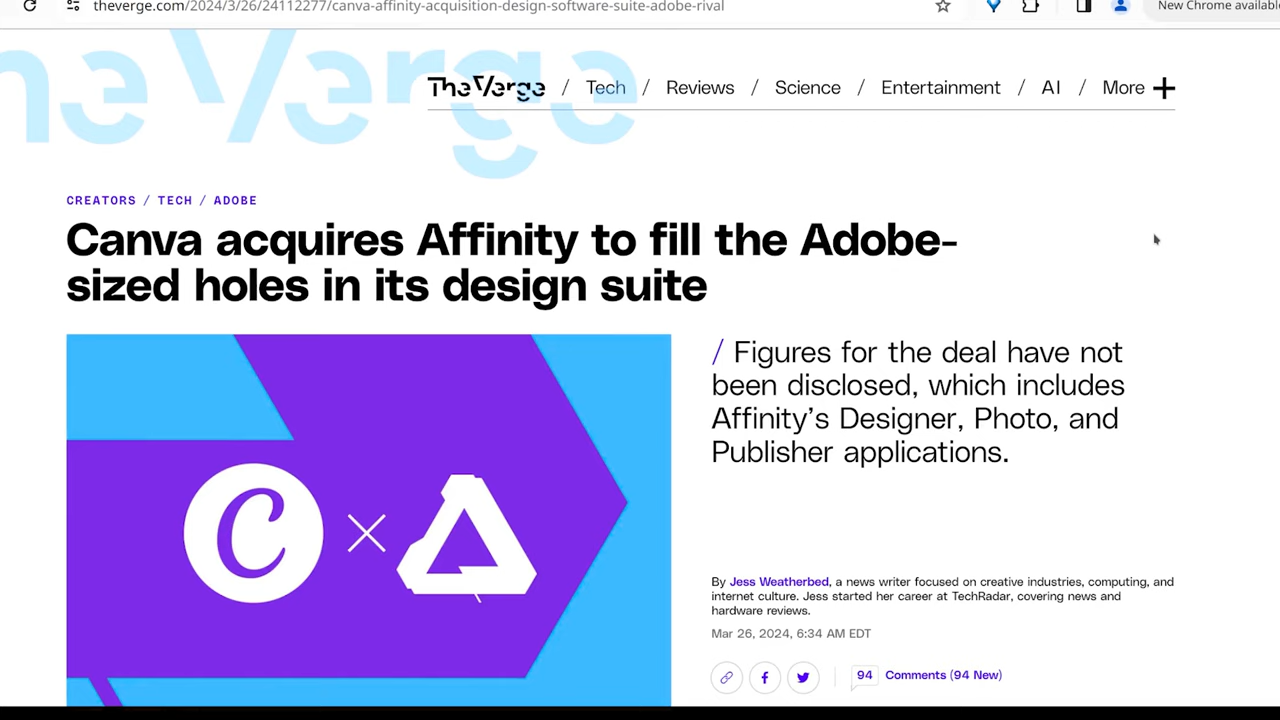 theverge.com/2024/3/26/24112277/canva-affinity-acquisition-design-software-suite-adobe-rival
New Chrome available
he Verge
The Verge / Tech / Reviews / Science / Entertainment / AI / More +
CREATORS / TECH / ADOBE
Canva acquires Affinity to fill the Adobe-
sized holes in its design suite
C
/ Figures for the deal have not
been disclosed, which includes
Affinity’s Designer, Photo, and
Publisher applications.
By Jess Weatherbed, a news writer focused on creative industries, computing, and
internet culture. Jess started her career at TechRadar, covering news and
hardware reviews.
Mar 26, 2024, 6:34 AM EDT
94 Comments (94 New)